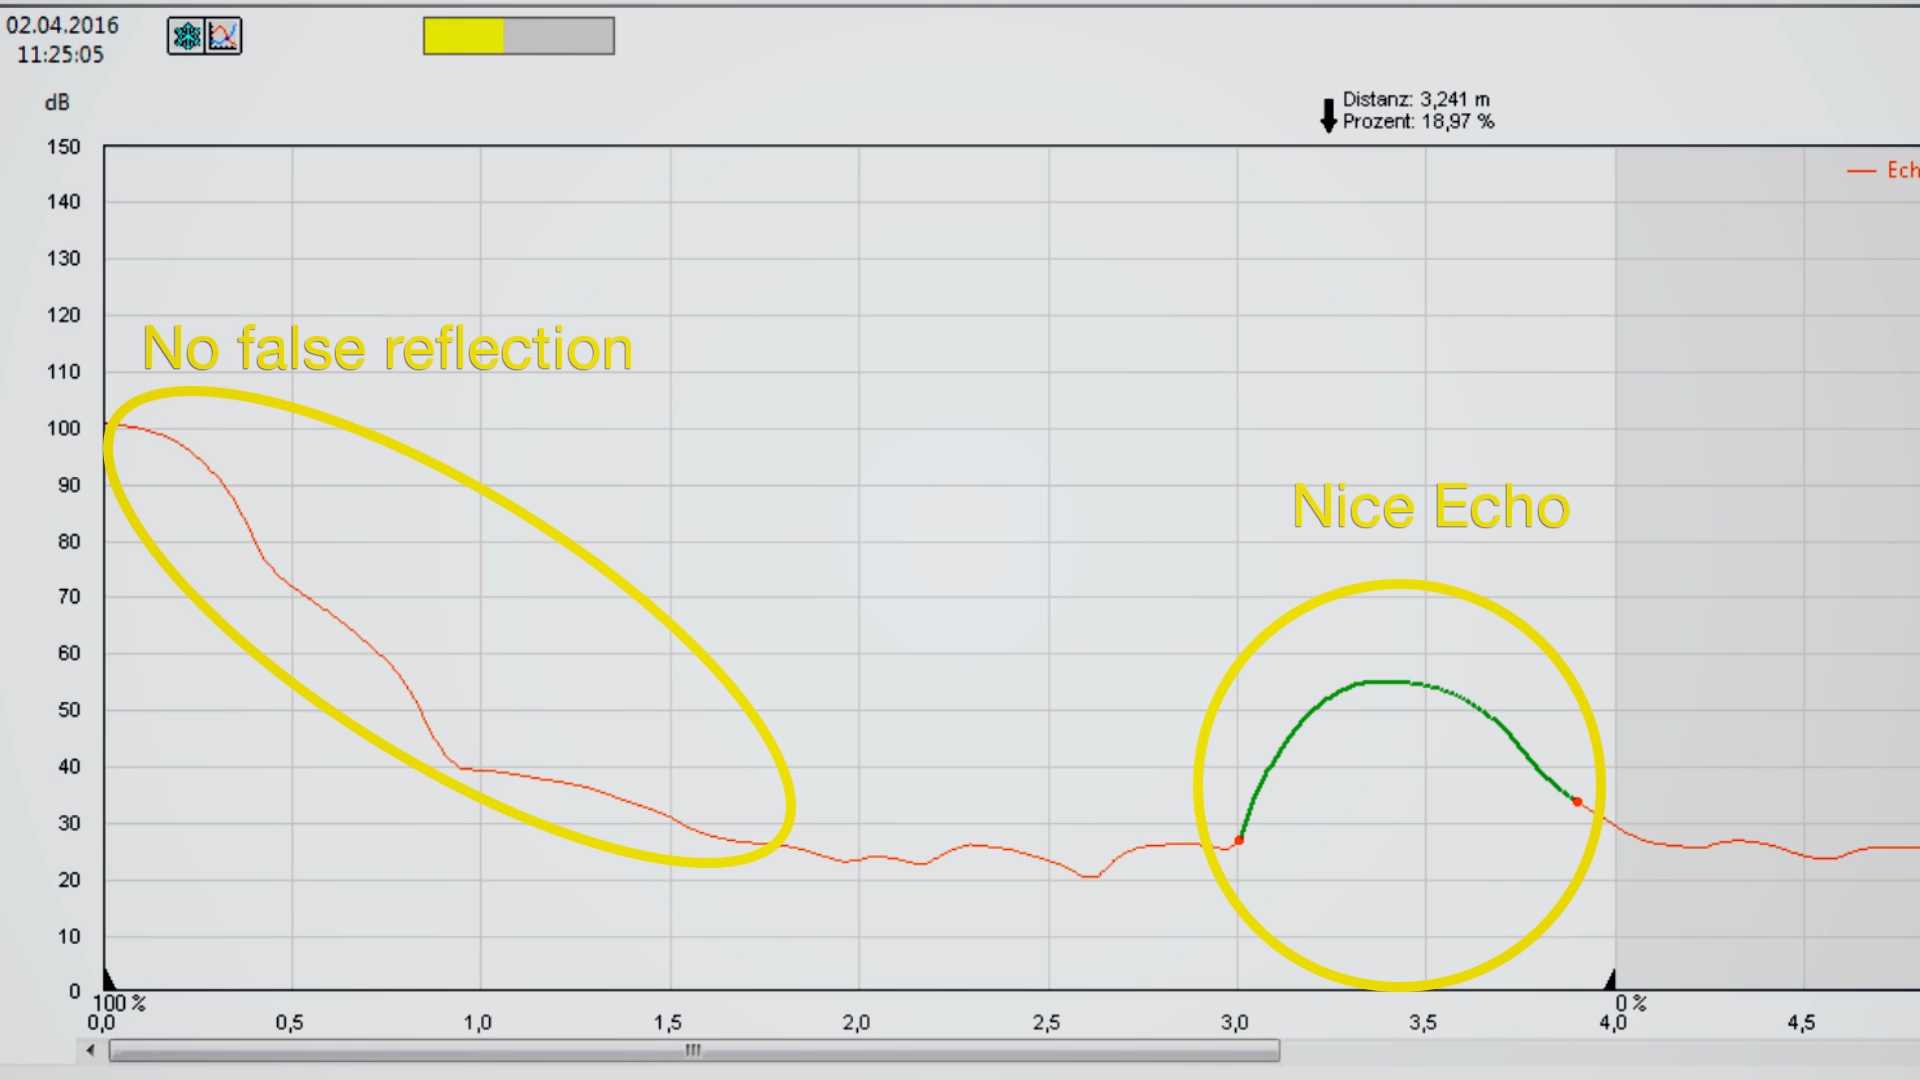 02.04.2016
11:25:05
dB
Distanz: 3,241 m
Prozent: 18,97 %
150
Ech
140
130
120
No false reflection
110
100
90
Nice Echo
80
70
60
50
40
30
20
10
0
100 %
0 %
0,0 0,5 1,0 1,5 2,0 2,5 3,0 3,5 4,0 4,5